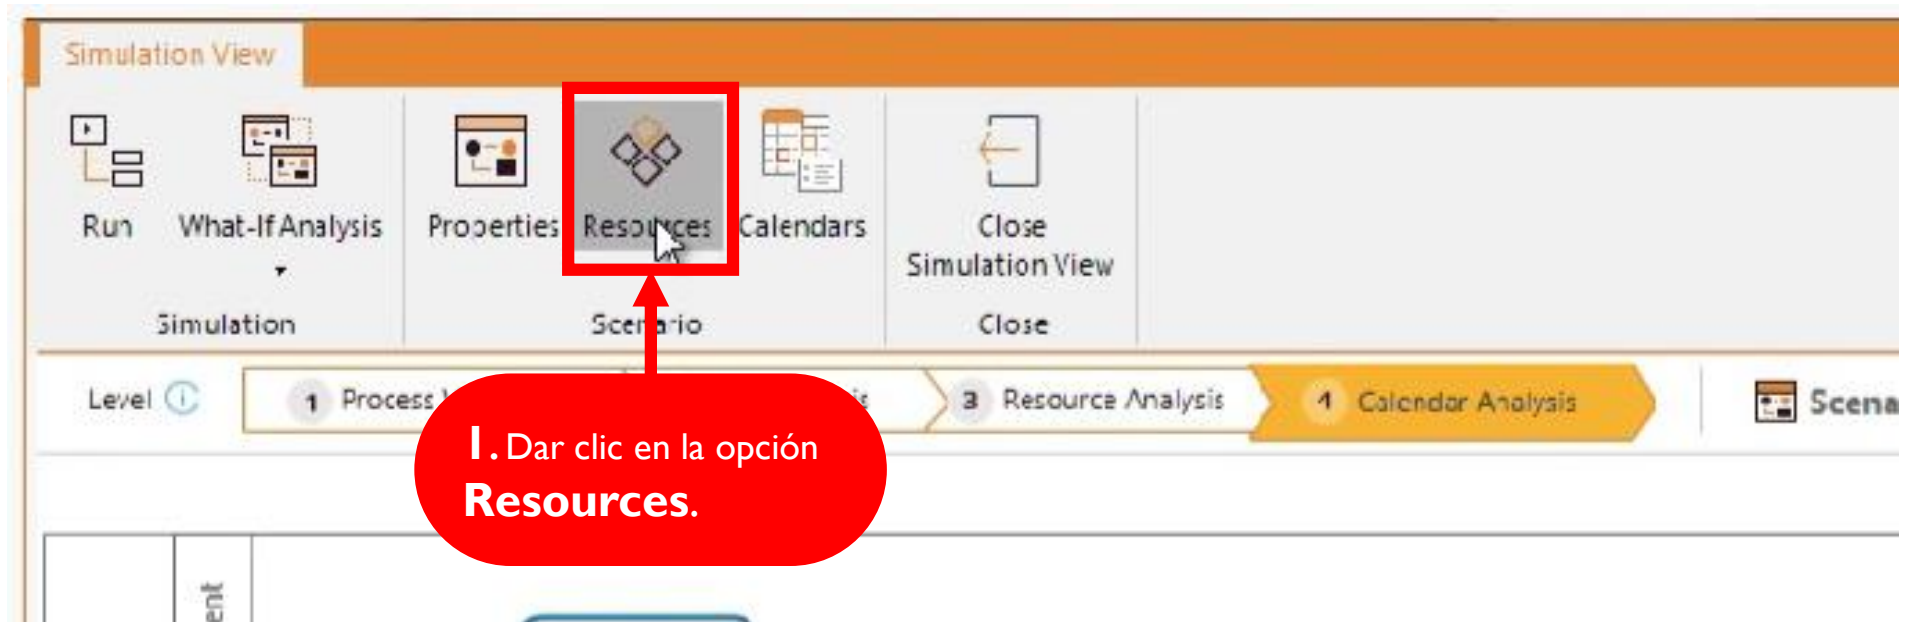 Simulation View
Run
What-If Analysis
Properties
Resources
Calendars
Close
Simulation View
Simulation
Scenario
Close
Level
1 Process
3 Resource Analysis
4 Calendar Analysis
1. Dar clic en la opción
Resources.